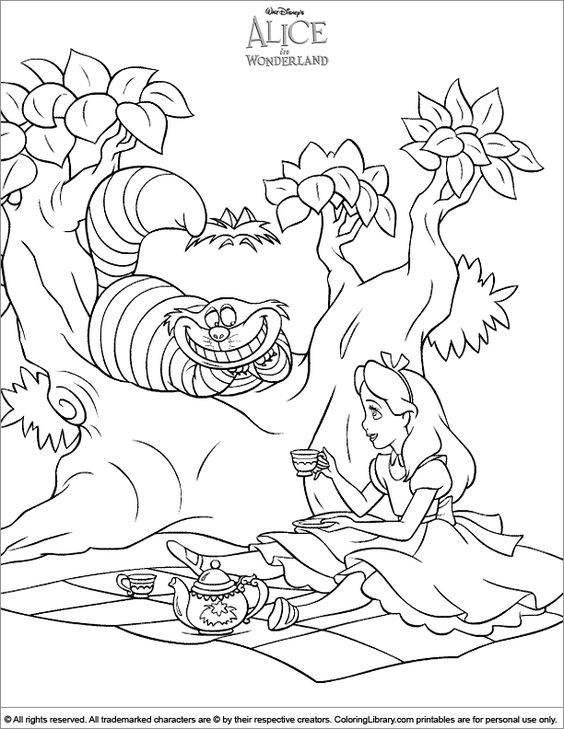 Walt Disney's
ALICE
in
WONDERLAND
© All rights reserved. All trademarked characters are © by their respective creators. ColoringLibrary.com printables are for personal use only.